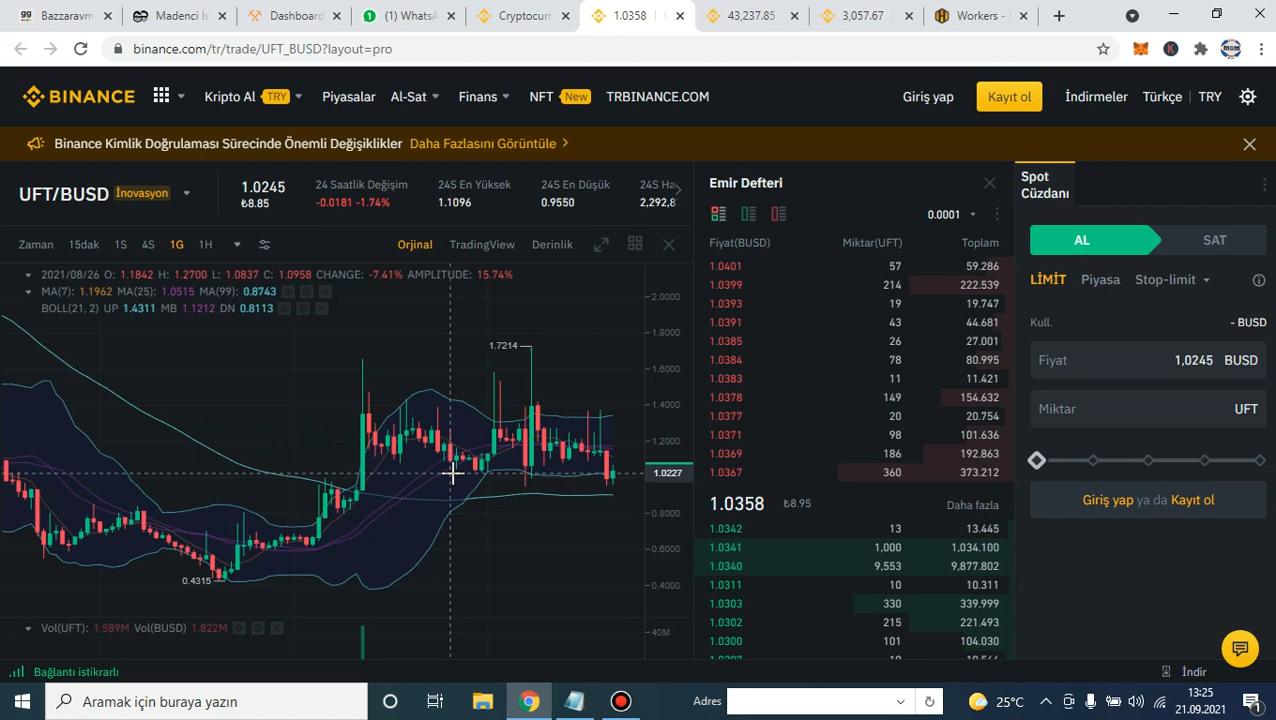 Bazzaravm
Madenci İs
Dashboard
(1) WhatsA
Cryptocurr
1.0358
43,237.85
3,057.67
Workers -
binance.com/tr/trade/UFT_BUSD?layout=pro
BINANCE
Kripto Al TRY
Piyasalar
Al-Sat
Finans
NFT New
TRBINANCE.COM
Giriş yap
Kayıt ol
İndirmeler
Türkçe
TRY
Binance Kimlik Doğrulaması Sürecinde Önemli Değişiklikler Daha Fazlasını Görüntüle
UFT/BUSD İnovasyon
1.0245
₺8.85
24 Saatlik Değişim
-0.0181 -1.74%
24S En Yüksek
1.1096
24S En Düşük
0.9550
24S Ha
2,292,8
Zaman 15dak 1S 4S 1G 1H
Orjinal TradingView Derinlik
2021/08/26 O: 1.1842 H: 1.2700 L: 1.0837 C: 1.0958 CHANGE: -7.41% AMPLITUDE: 15.74%
MA(7): 1.1962 MA(25): 1.0515 MA(99): 0.8743
BOLL(21, 2) UP 1.4311 MB 1.1212 DN 0.8113
2.0000
1.8000
1.7214
1.6000
1.4000
1.2000
1.0227
0.8000
0.6000
0.4315
0.4000
Vol(UFT): 1.589M Vol(BUSD) 1.822M
40M
Emir Defteri
0.0001
Fiyat(BUSD) Miktar(UFT) Toplam
1.0401 57 59.286
1.0399 214 222.539
1.0393 19 19.747
1.0391 43 44.681
1.0385 26 27.001
1.0384 78 80.995
1.0383 11 11.421
1.0378 149 154.632
1.0377 20 20.754
1.0371 98 101.636
1.0369 186 192.863
1.0367 360 373.212
1.0358 ₺8.95 Daha fazla
1.0342 13 13.445
1.0341 1,000 1,034.100
1.0340 9,553 9,877.802
1.0311 10 10.311
1.0303 330 339.999
1.0302 215 221.493
1.0300 101 104.030
Spot
Cüzdanı
AL SAT
LİMİT Piyasa Stop-limit
Kull. - BUSD
Fiyat 1,0245 BUSD
Miktar UFT
Giriş yap ya da Kayıt ol
Bağlantı istikrarlı
İndir
Aramak için buraya yazın
Adres
25°C
13:25
21.09.2021
1